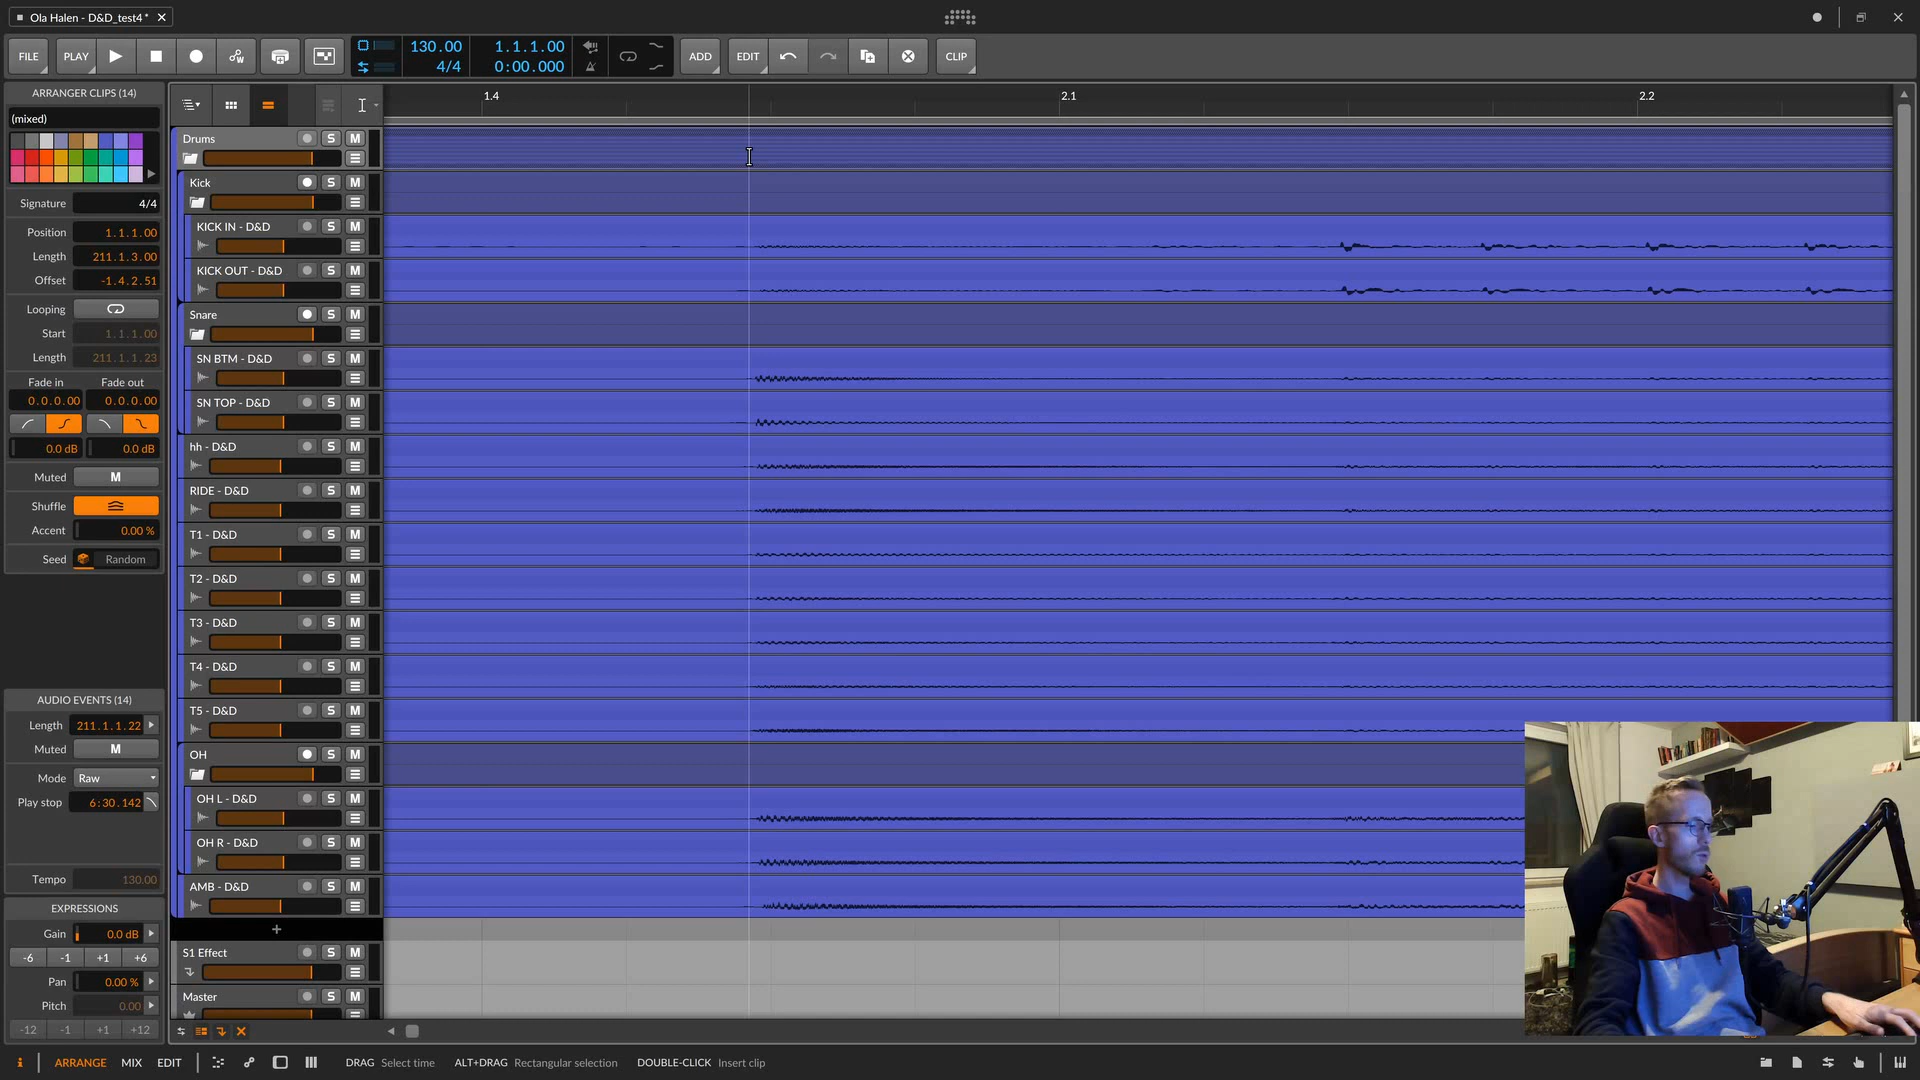 Ola Halen - D&D_test4 *
FILE PLAY 130.00 4/4 1.1.1.00 0:00.000 ADD EDIT CLIP
ARRANGER CLIPS (14)
(mixed)
Signature 4/4
Position 1.1.1.00
Length 211.1.3.00
Offset -1.4.2.51
Looping
Start 1.1.1.00
Length 211.1.1.23
Fade in Fade out
0.0.0.00 0.0.0.00
0.0 dB 0.0 dB
Muted M
Shuffle
Accent 0.00 %
Seed Random
AUDIO EVENTS (14)
Length 211.1.1.22
Muted M
Mode Raw
Play stop 6:30.142
Tempo 130.00
EXPRESSIONS
Gain 0.0 dB
-6 -1 +1 +6
Pan 0.00 %
Pitch 0.00
-12 -1 +1 +12
1.4 2.1 2.2
Drums S M
Kick S M
KICK IN - D&D S M
KICK OUT - D&D S M
Snare S M
SN BTM - D&D S M
SN TOP - D&D S M
hh - D&D S M
RIDE - D&D S M
T1 - D&D S M
T2 - D&D S M
T3 - D&D S M
T4 - D&D S M
T5 - D&D S M
OH S M
OH L - D&D S M
OH R - D&D S M
AMB - D&D S M
+
S1 Effect S M
Master S M
i ARRANGE MIX EDIT DRAG Select time ALT+DRAG Rectangular selection DOUBLE-CLICK Insert clip